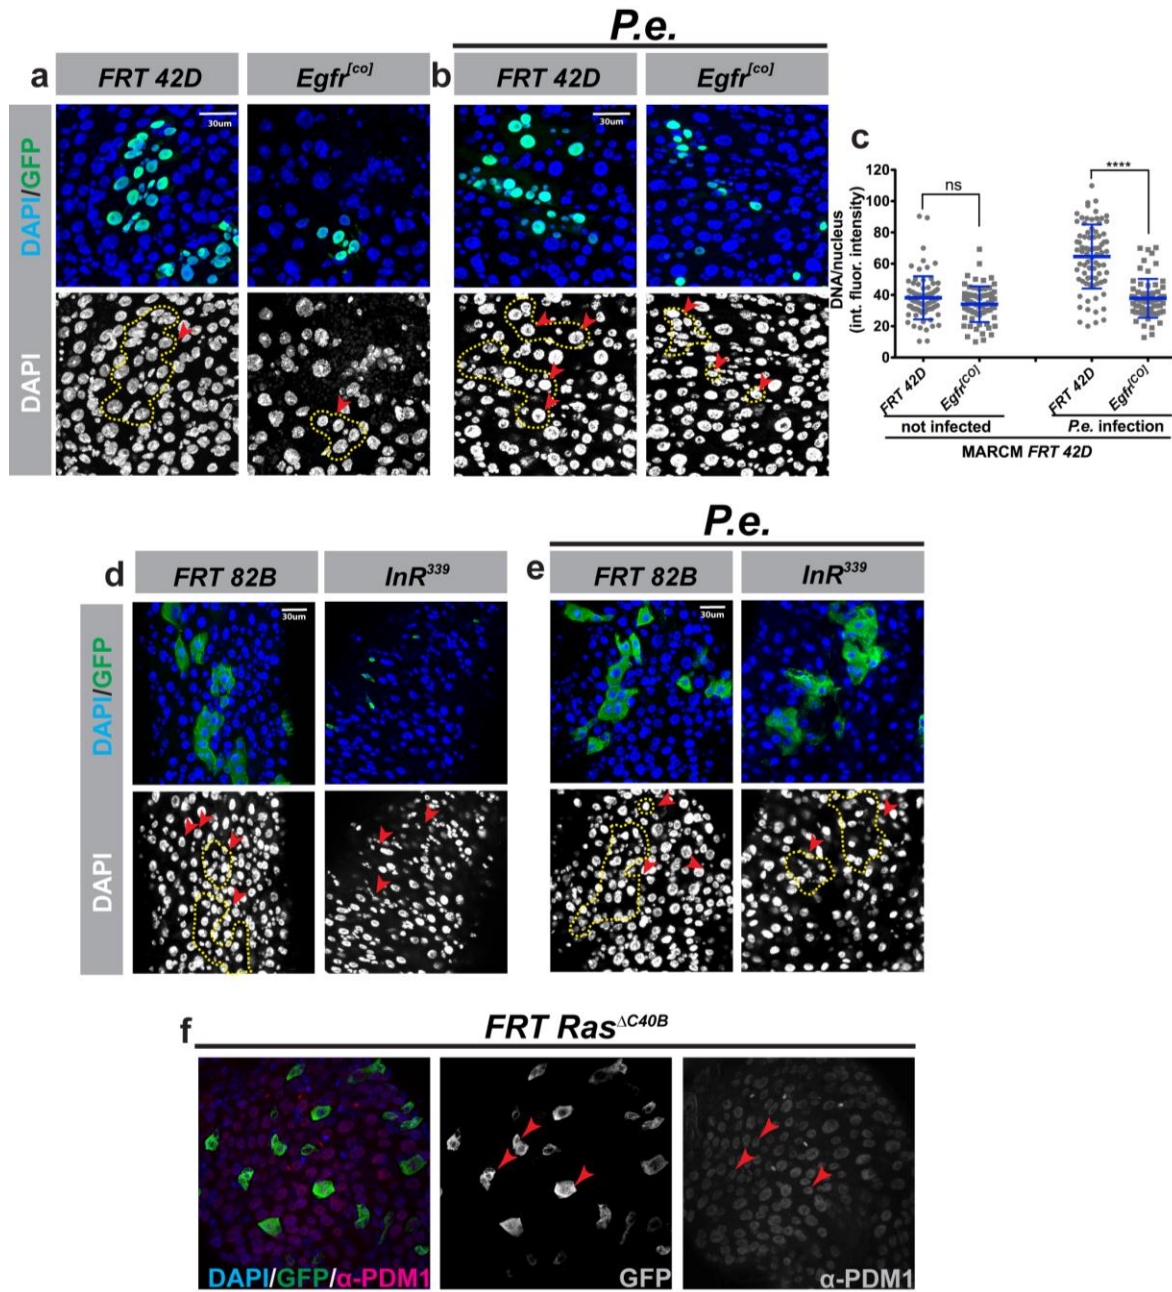 P.e.
a
FRT 42D
Egfr[co]
b
FRT 42D
Egfr[co]
DAPI/GFP
30um
30um
DAPI
c
120
100
80
60
40
20
0
DNA/nucleus
(int. fluor. intensity)
ns
****
FRT 42D
Egfr[CO]
FRT 42D
Egfr[CO]
not infected
P.e. infection
MARCM FRT 42D
P.e.
d
FRT 82B
InR339
e
FRT 82B
InR339
DAPI/GFP
30um
30um
DAPI
f
FRT RasΔC40B
DAPI/GFP/α-PDM1
GFP
α-PDM1